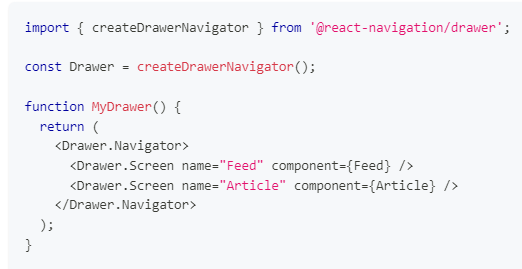 import { createDrawerNavigator } from '@react-navigation/drawer';
const Drawer = createDrawerNavigator();
function MyDrawer() {
return (
<Drawer.Navigator>
<Drawer.Screen name="Feed" component={Feed} />
<Drawer.Screen name="Article" component={Article} />
</Drawer.Navigator>
);
}